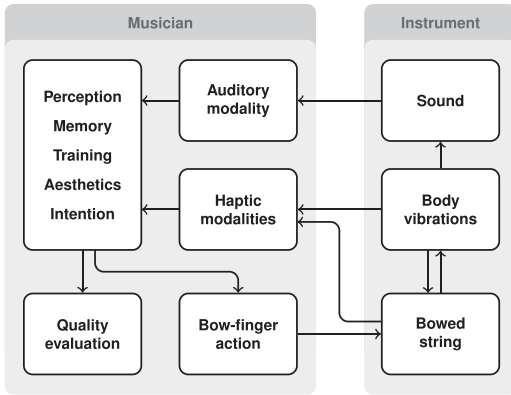 Musician
Instrument
Perception
Memory
Training
Aesthetics
Intention
Auditory
modality
Sound
Haptic
modalities
Body
vibrations
Quality
evaluation
Bow-finger
action
Bowed
string